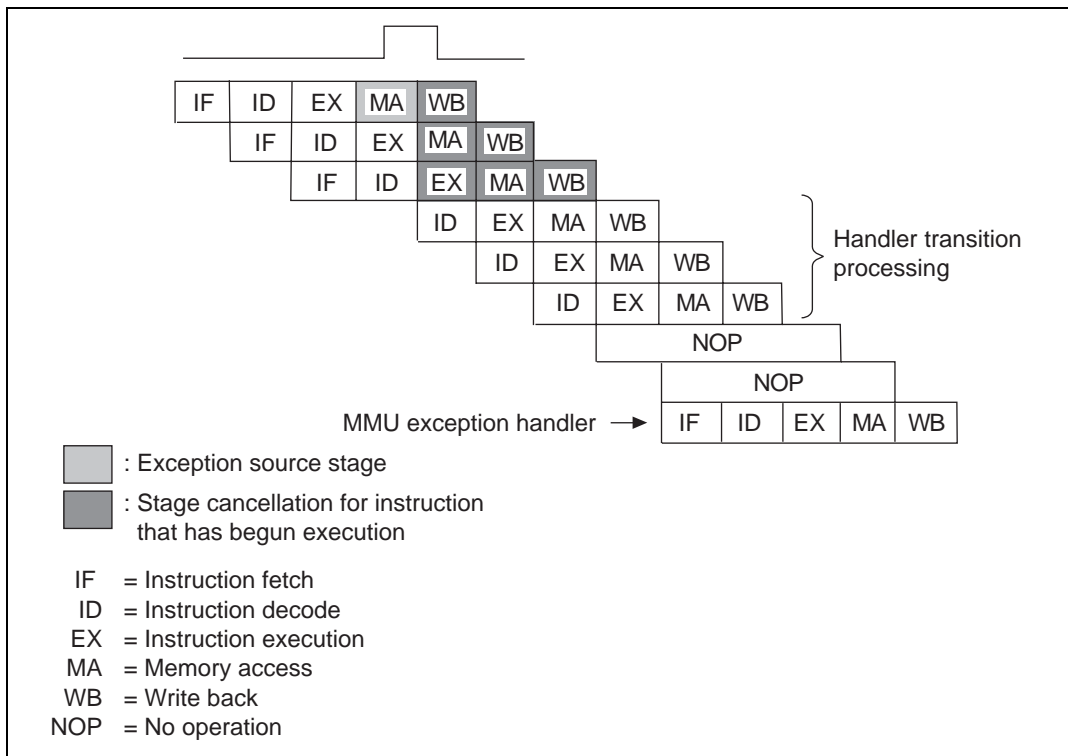 IF ID EX MA WB
IF ID EX MA WB
IF ID EX MA WB
ID EX MA WB
ID EX MA WB
ID EX MA WB
Handler transition
processing
NOP
NOP
MMU exception handler → IF ID EX MA WB
: Exception source stage
: Stage cancellation for instruction
that has begun execution
IF = Instruction fetch
ID = Instruction decode
EX = Instruction execution
MA = Memory access
WB = Write back
NOP = No operation